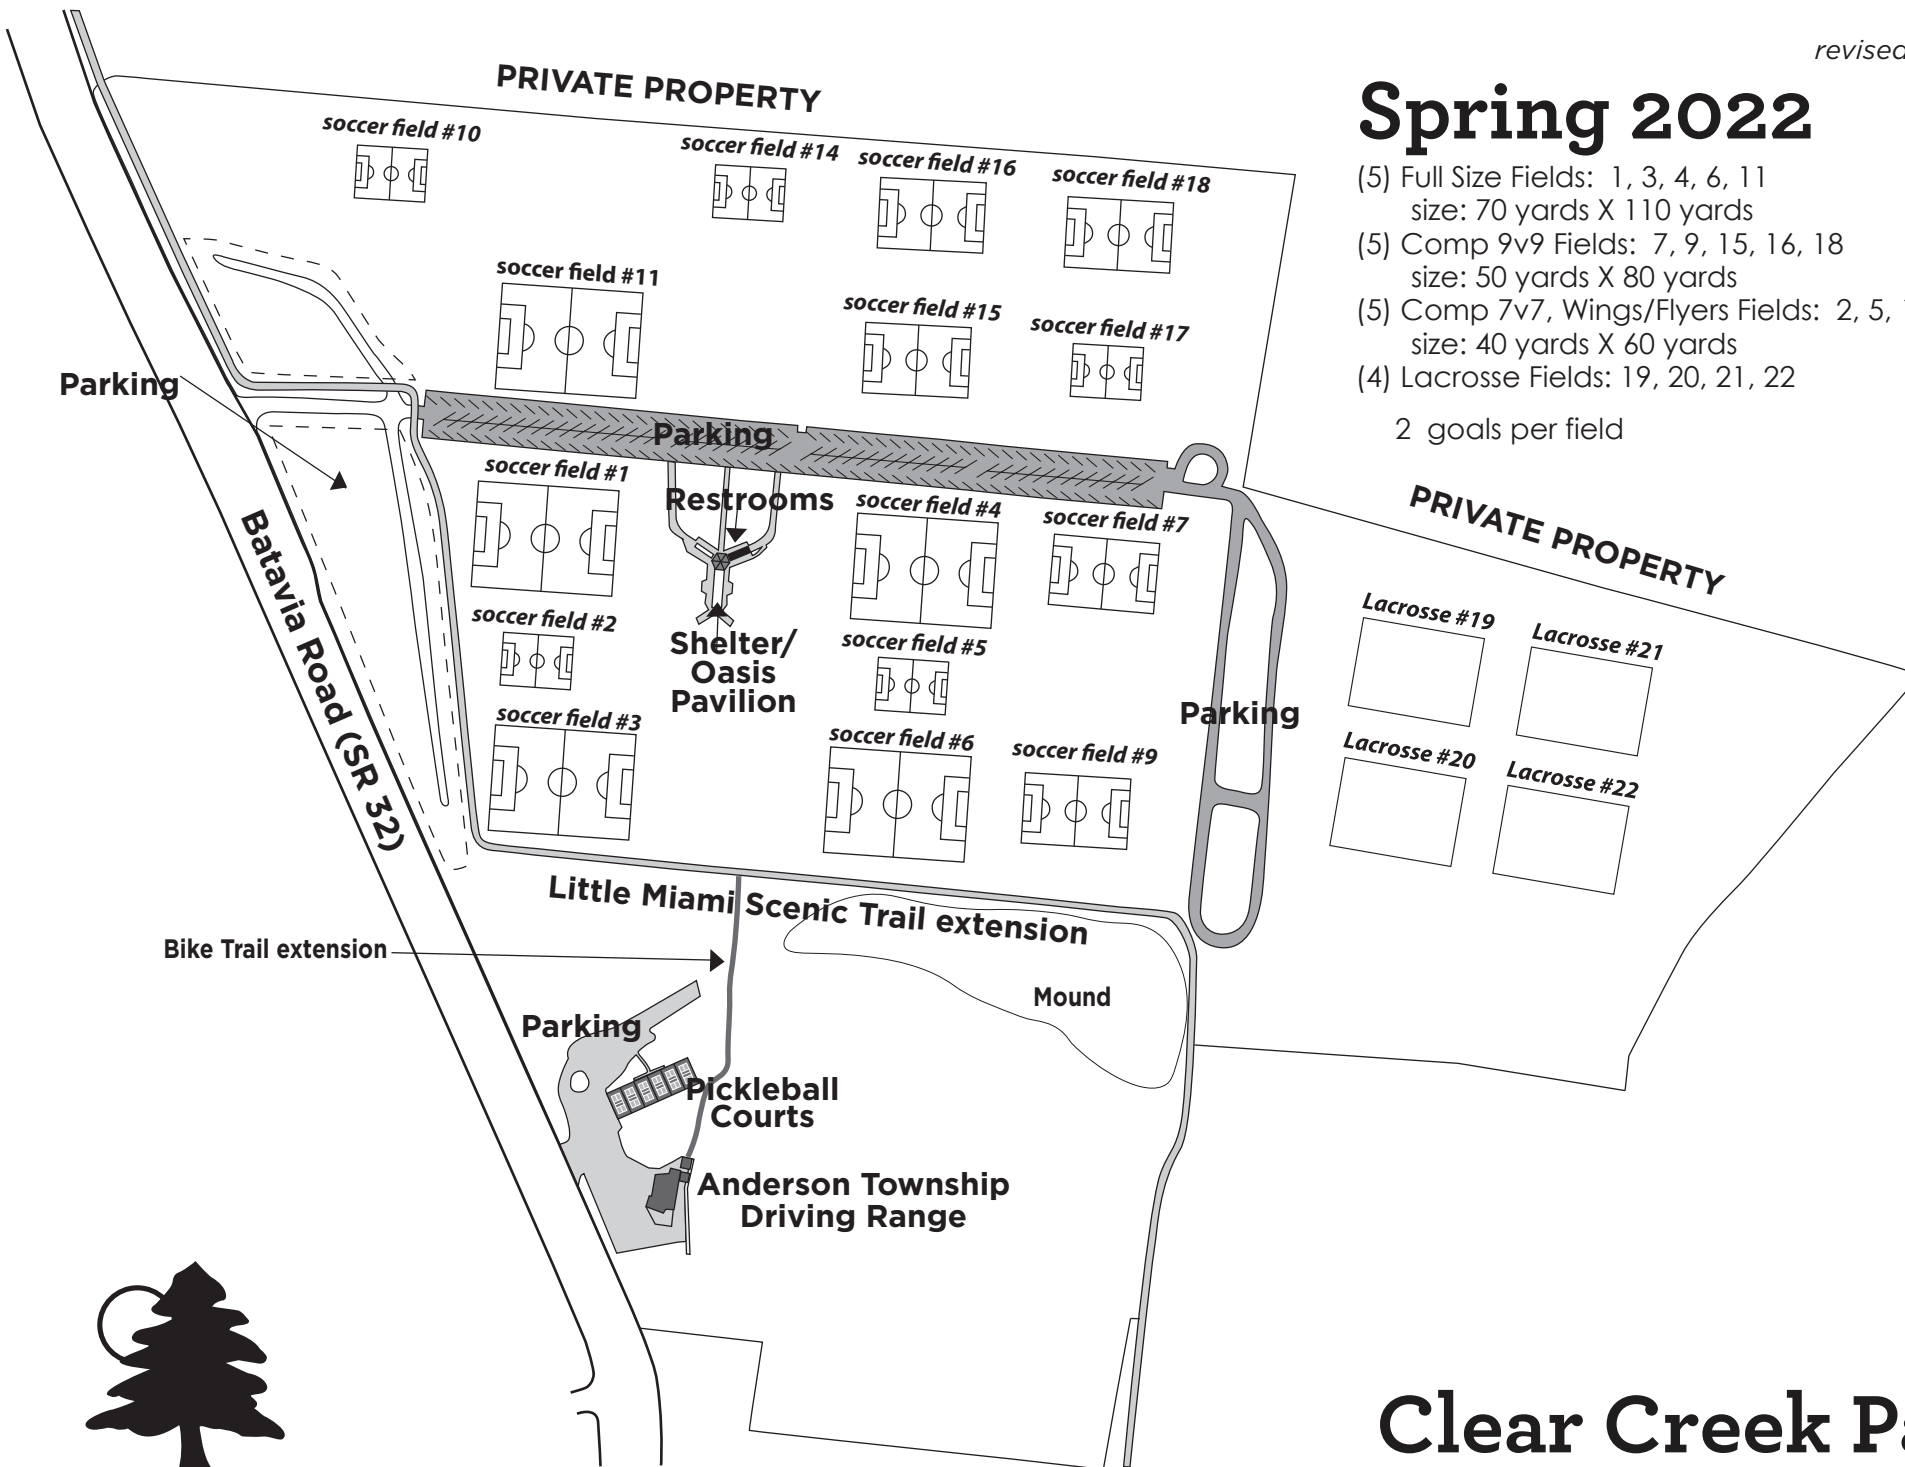 revised
Spring 2022
(5) Full Size Fields: 1, 3, 4, 6, 11
size: 70 yards X 110 yards
(5) Comp 9v9 Fields: 7, 9, 15, 16, 18
size: 50 yards X 80 yards
(5) Comp 7v7, Wings/Flyers Fields: 2, 5,
size: 40 yards X 60 yards
(4) Lacrosse Fields: 19, 20, 21, 22
2 goals per field
PRIVATE PROPERTY
soccer field #10
soccer field #14
soccer field #16
soccer field #18
soccer field #11
soccer field #15
soccer field #17
Parking
Parking
soccer field #1
Restrooms
soccer field #4
soccer field #7
PRIVATE PROPERTY
Batavia Road (SR 32)
soccer field #2
Shelter/
Oasis
Pavilion
soccer field #5
Lacrosse #19
Lacrosse #21
Parking
soccer field #3
soccer field #6
soccer field #9
Lacrosse #20
Lacrosse #22
Little Miami Scenic Trail extension
Bike Trail extension
Mound
Parking
Pickleball
Courts
Anderson Township
Driving Range
Clear Creek